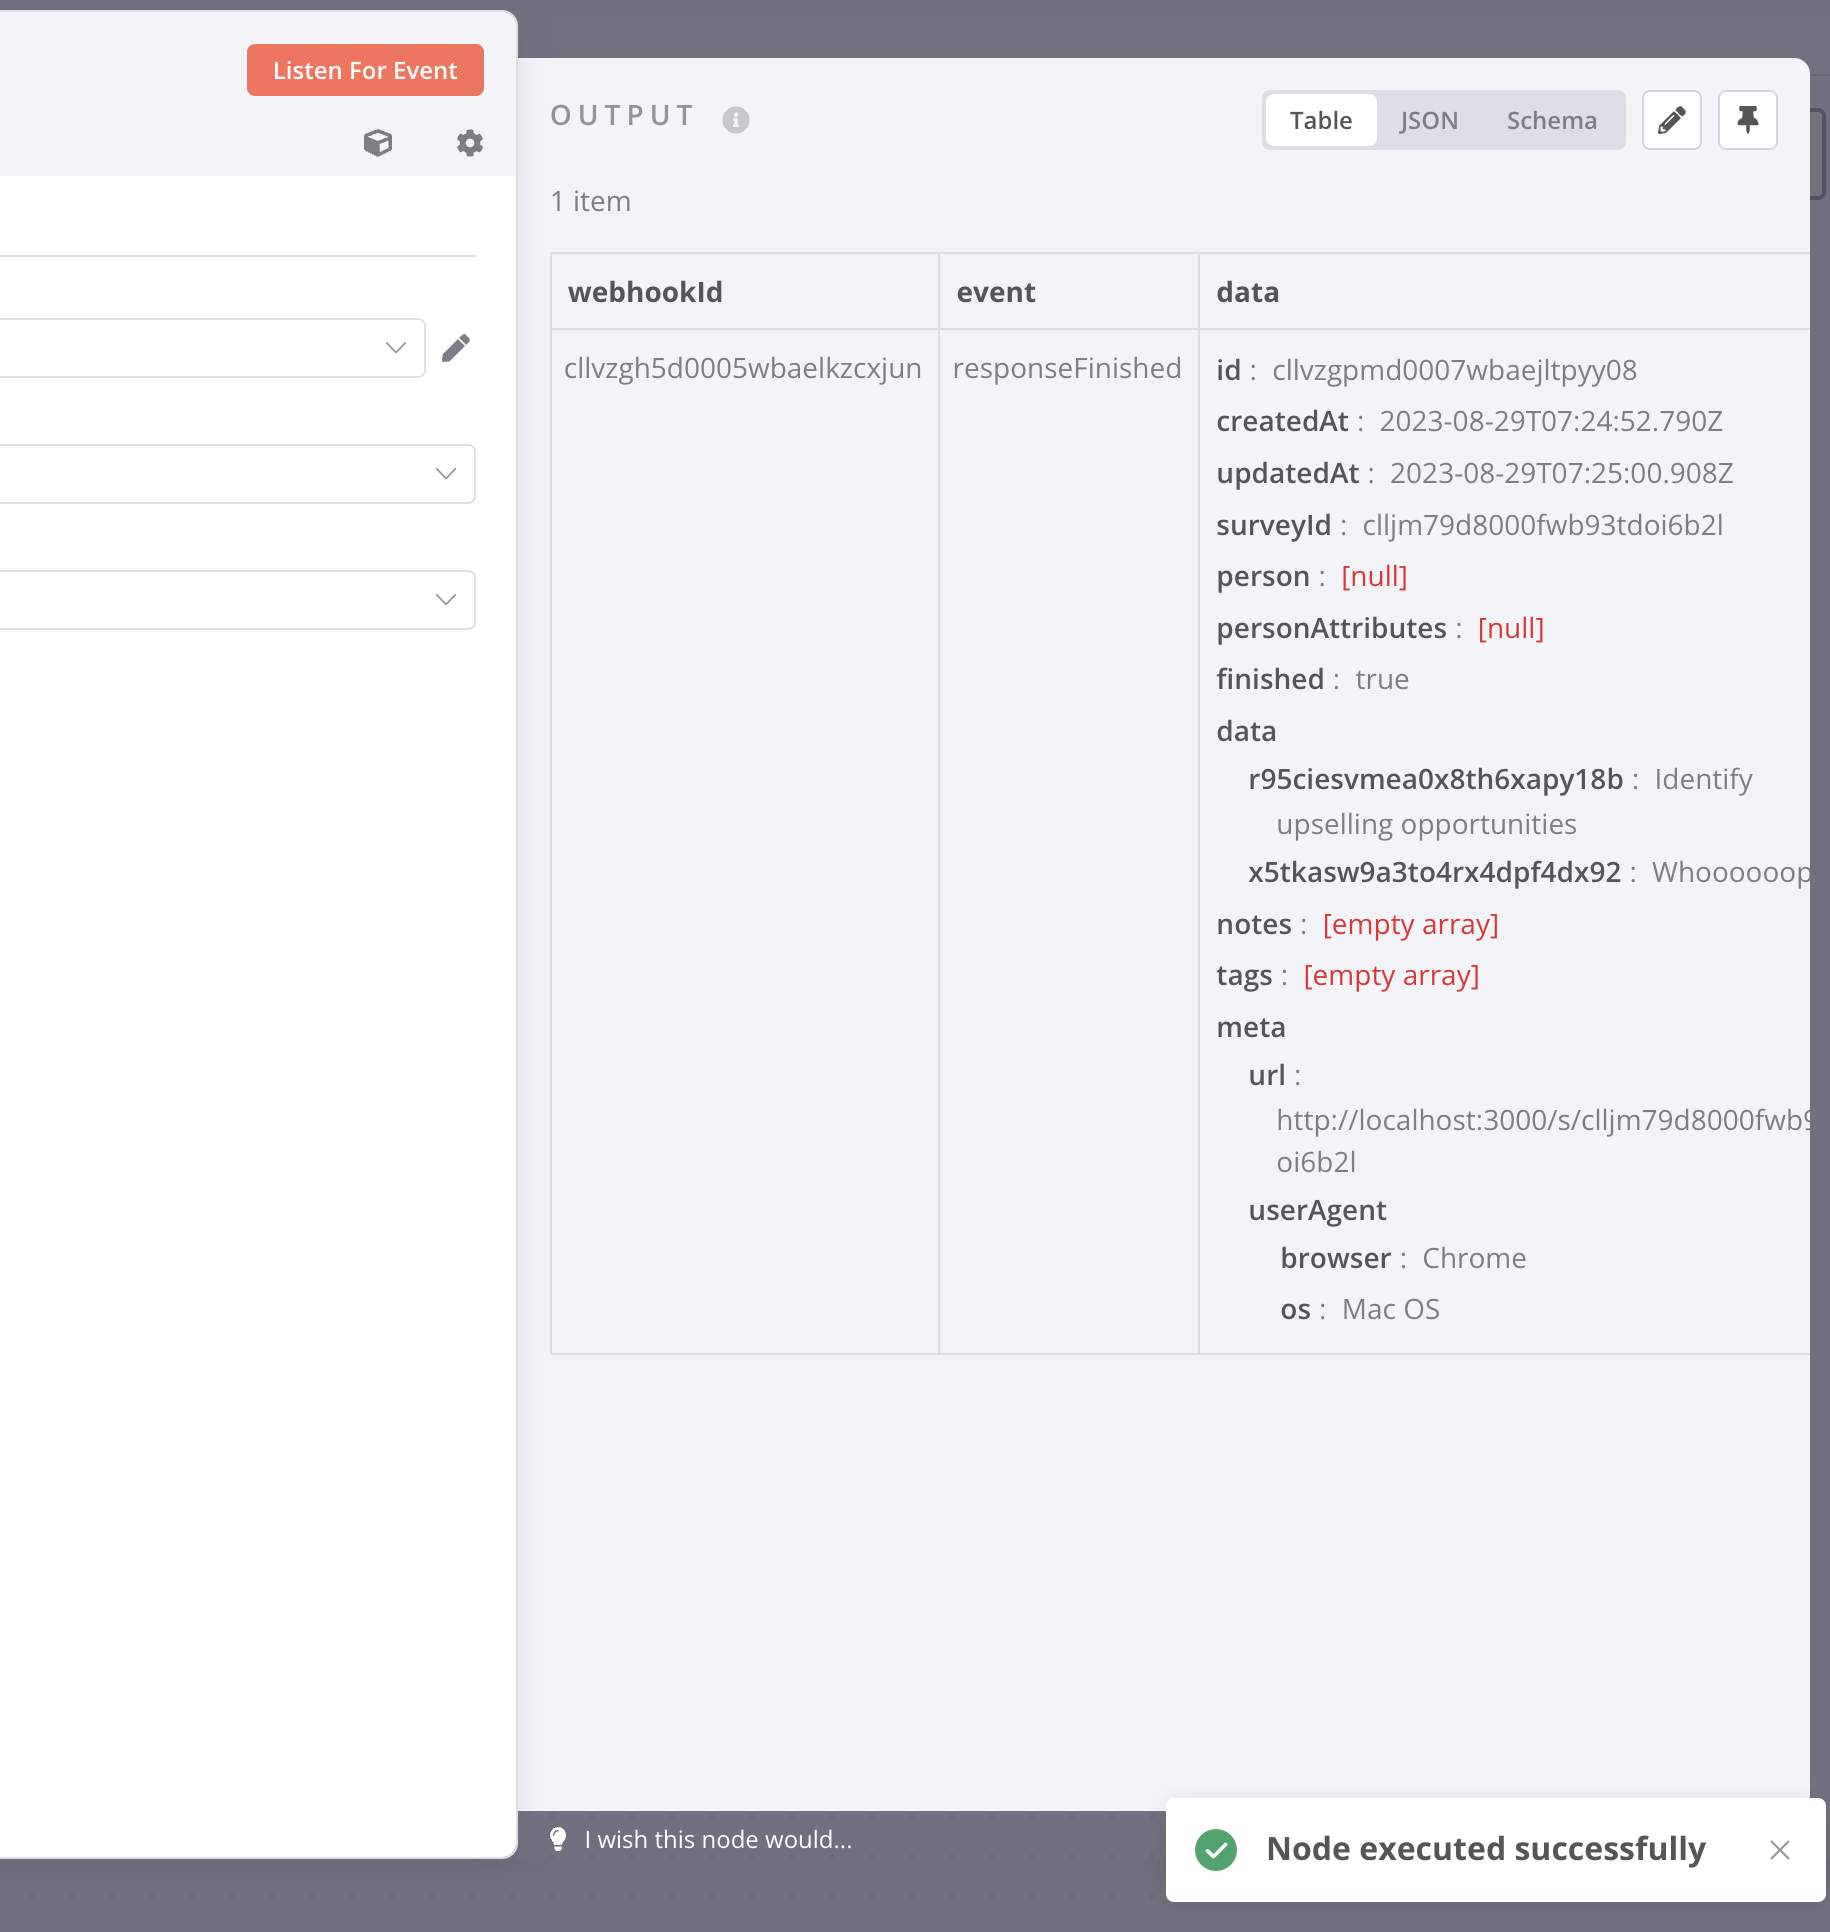 Listen For Event
OUTPUT
Table JSON Schema
1 item
webhookId event data
cllvzgh5d0005wbaelkzcxjun responseFinished
id : cllvzgpmd0007wbaejltpyy08
createdAt : 2023-08-29T07:24:52.790Z
updatedAt : 2023-08-29T07:25:00.908Z
surveyId : clljm79d8000fwb93tdoi6b2l
person : [null]
personAttributes : [null]
finished : true
data
r95ciesvmea0x8th6xapy18b : Identify
upselling opportunities
x5tkasw9a3to4rx4dpf4dx92 : Whoooooop
notes : [empty array]
tags : [empty array]
meta
url :
http://localhost:3000/s/clljm79d8000fwb9
oi6b2l
userAgent
browser : Chrome
os : Mac OS
I wish this node would...
Node executed successfully